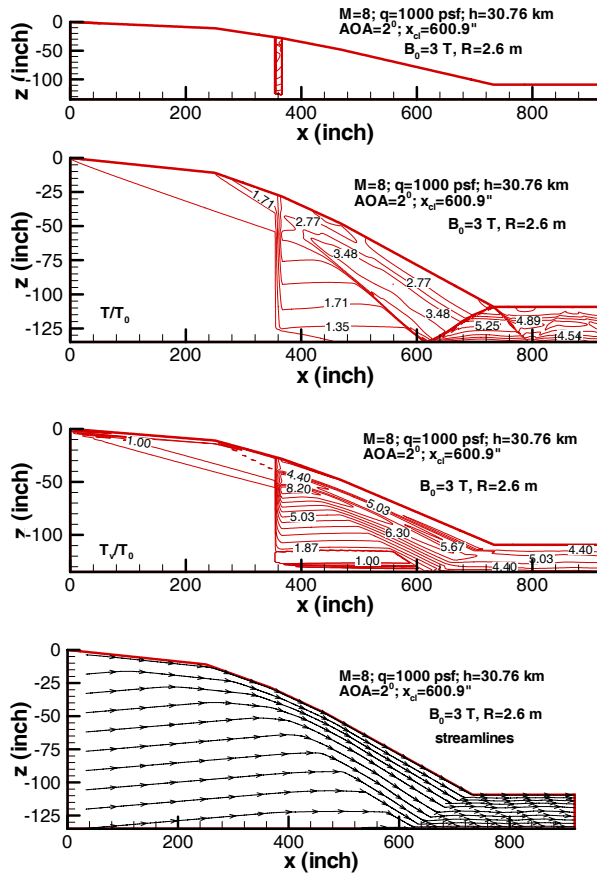 M=8; q=1000 psf; h=30.76 km
AOA=2⁰; x_cl=600.9"
B₀=3 T, R=2.6 m
z (inch)
0
-50
-100
0 200 400 600 800
x (inch)
M=8; q=1000 psf; h=30.76 km
AOA=2⁰; x_cl=600.9"
B₀=3 T, R=2.6 m
z (inch)
0
-25
-50
-75
-100
-125
1.71
2.77
3.48
2.77
1.71
3.48
1.35
5.25
4.89
4.54
T/T₀
0 200 400 600 800
x (inch)
M=8; q=1000 psf; h=30.76 km
AOA=2⁰; x_cl=600.9"
B₀=3 T, R=2.6 m
(inch)
0
-50
-100
1.00
4.40
8.20
5.03
5.03
6.30
5.67
1.87
1.00
4.40
5.03
4.40
Tᵥ/T₀
0 200 400 600 800
x (inch)
M=8; q=1000 psf; h=30.76 km
AOA=2⁰; x_cl=600.9"
B₀=3 T, R=2.6 m
streamlines
z (inch)
0
-25
-50
-75
-100
-125
0 200 400 600 800
x (inch)